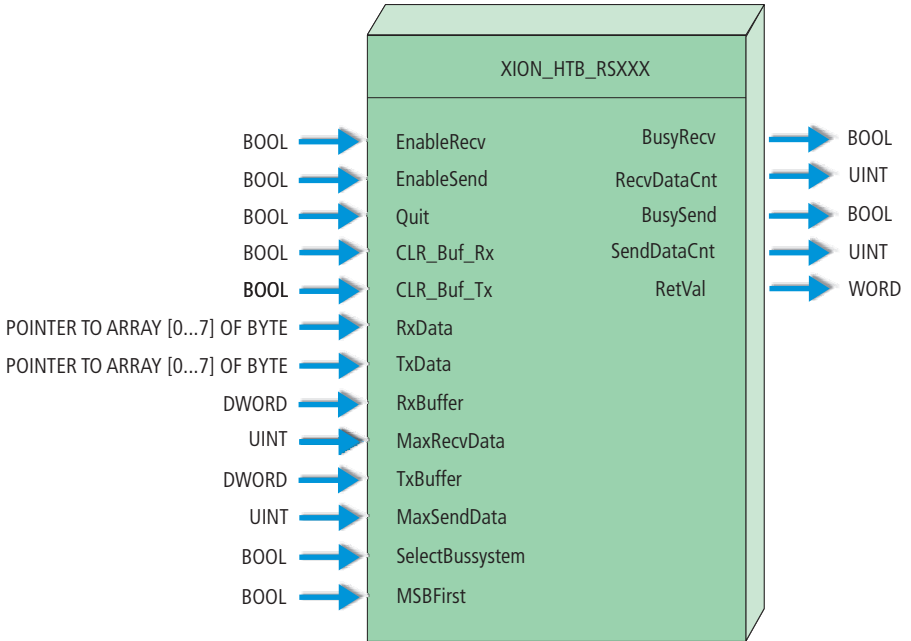 XION_HTB_RSXXX
BOOL EnableRecv BusyRecv BOOL
BOOL EnableSend RecvDataCnt UINT
BOOL Quit BusySend BOOL
BOOL CLR_Buf_Rx SendDataCnt UINT
BOOL CLR_Buf_Tx RetVal WORD
POINTER TO ARRAY [0...7] OF BYTE RxData
POINTER TO ARRAY [0...7] OF BYTE TxData
DWORD RxBuffer
UINT MaxRecvData
DWORD TxBuffer
UINT MaxSendData
BOOL SelectBussystem
BOOL MSBFirst